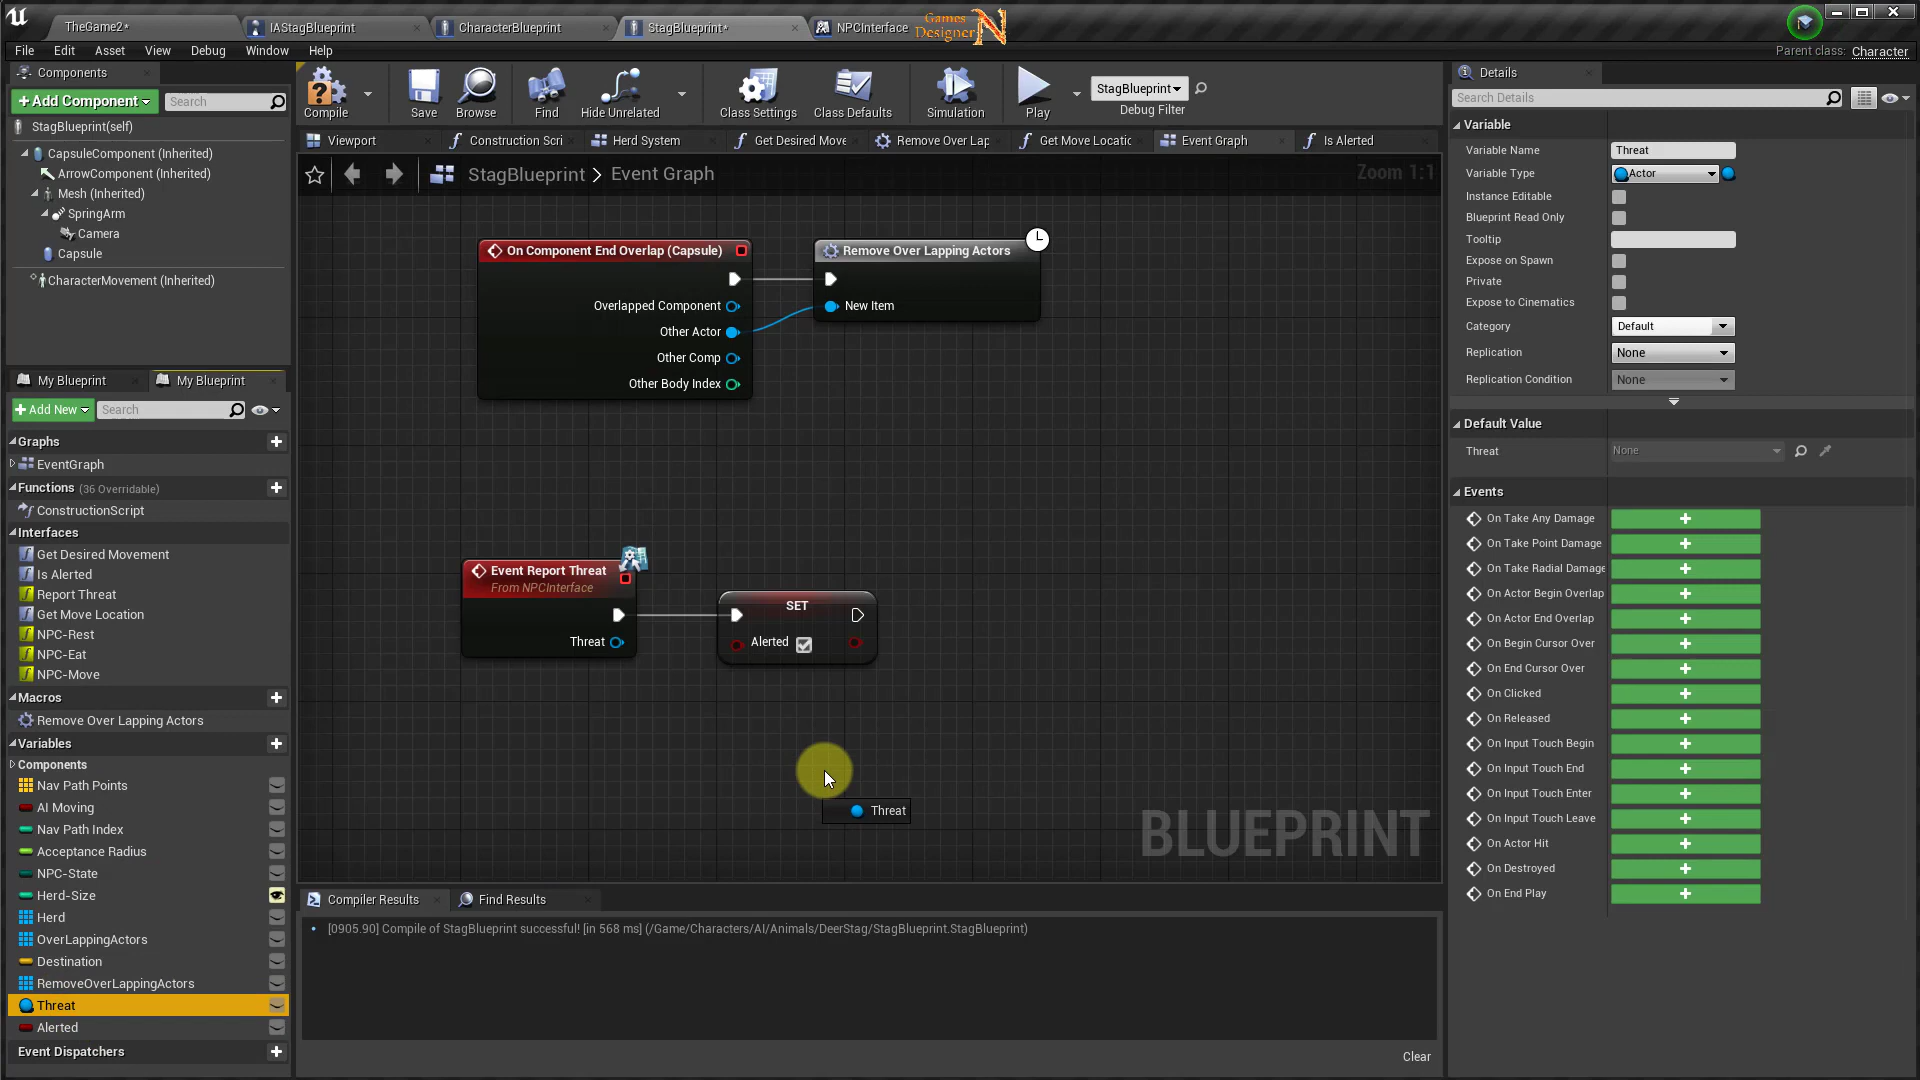 TheGame2*
IAStagBlueprint
CharacterBlueprint
StagBlueprint*
NPCInterface
Games
Designer
N
File
Edit
Asset
View
Debug
Window
Help
Parent class: Character
Components
+Add Component
Search
StagBlueprint(self)
CapsuleComponent (Inherited)
ArrowComponent (Inherited)
Mesh (Inherited)
SpringArm
Camera
Capsule
CharacterMovement (Inherited)
Compile
Save
Browse
Find
Hide Unrelated
Class Settings
Class Defaults
Simulation
Play
StagBlueprint
Debug Filter
Viewport
Construction Scri
Herd System
Get Desired Move
Remove Over Lap
Get Move Locatic
Event Graph
Is Alerted
StagBlueprint > Event Graph
Zoom 1:1
On Component End Overlap (Capsule)
Overlapped Component
Other Actor
Other Comp
Other Body Index
Remove Over Lapping Actors
New Item
Event Report Threat
From NPCInterface
Threat
SET
Alerted
Threat
BLUEPRINT
My Blueprint
My Blueprint
+Add New
Search
Graphs
EventGraph
Functions (36 Overridable)
ConstructionScript
Interfaces
Get Desired Movement
Is Alerted
Report Threat
Get Move Location
NPC-Rest
NPC-Eat
NPC-Move
Macros
Remove Over Lapping Actors
Variables
Components
Nav Path Points
AI Moving
Nav Path Index
Acceptance Radius
NPC-State
Herd-Size
Herd
OverLappingActors
Destination
RemoveOverLappingActors
Threat
Alerted
Event Dispatchers
Compiler Results
Find Results
[0905.90] Compile of StagBlueprint successful! [in 568 ms] (/Game/Characters/AI/Animals/DeerStag/StagBlueprint.StagBlueprint)
Clear
Details
Search Details
Variable
Variable Name
Threat
Variable Type
Actor
Instance Editable
Blueprint Read Only
Tooltip
Expose on Spawn
Private
Expose to Cinematics
Category
Default
Replication
None
Replication Condition
None
Default Value
Threat
None
Events
On Take Any Damage
On Take Point Damage
On Take Radial Damage
On Actor Begin Overlap
On Actor End Overlap
On Begin Cursor Over
On End Cursor Over
On Clicked
On Released
On Input Touch Begin
On Input Touch End
On Input Touch Enter
On Input Touch Leave
On Actor Hit
On Destroyed
On End Play